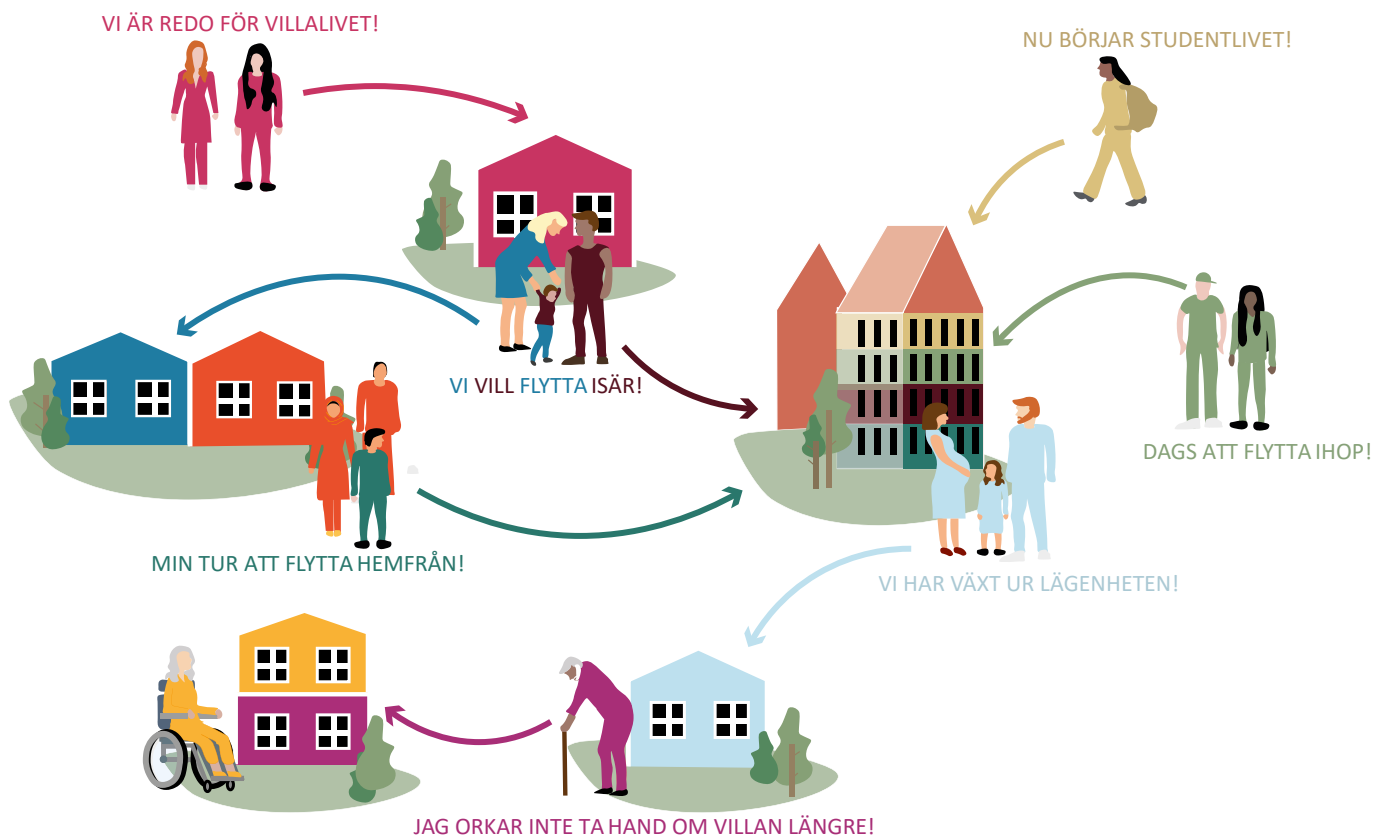 VI ÄR REDO FÖR VILLALIVET!
NU BÖRJAR STUDENTLIVET!
VI VILL FLYTTA ISÄR!
DAGS ATT FLYTTA IHOP!
MIN TUR ATT FLYTTA HEMFRÅN!
VI HAR VÄXT UR LÄGENHETEN!
JAG ORKAR INTE TA HAND OM VILLAN LÄNGRE!